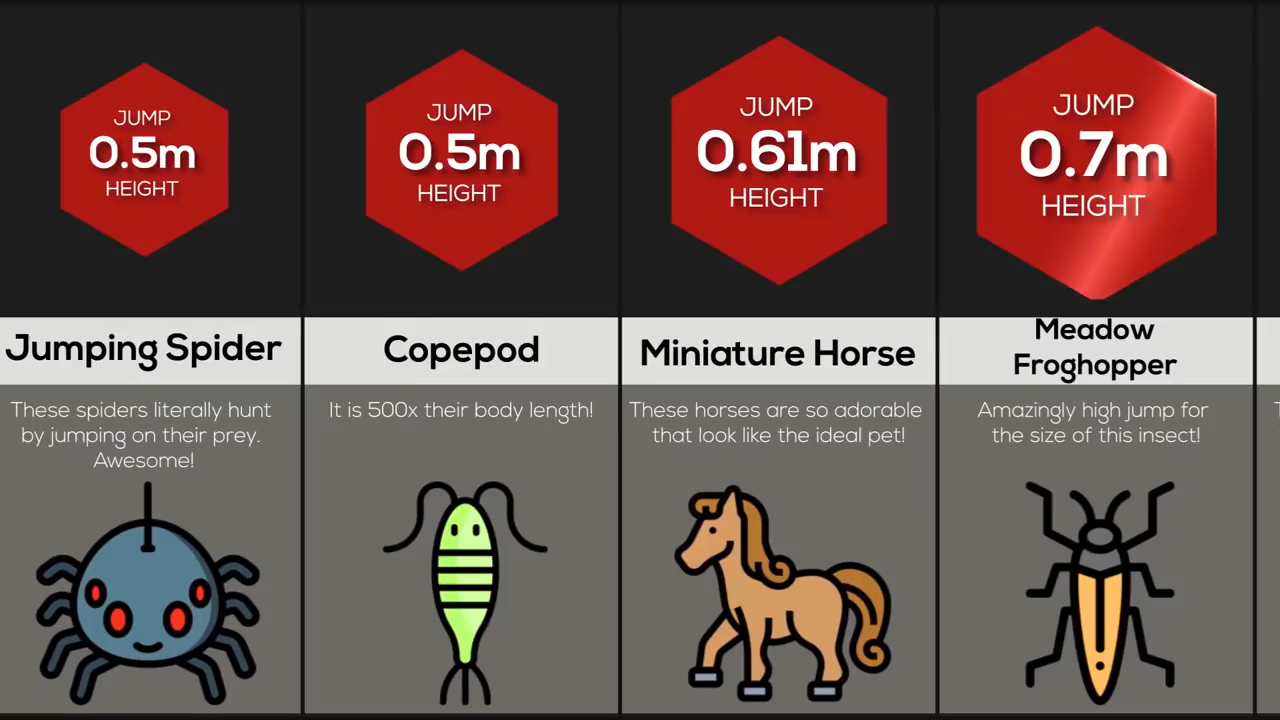 JUMP
0.5m
HEIGHT
Jumping Spider
These spiders literally hunt
by jumping on their prey.
Awesome!
JUMP
0.5m
HEIGHT
Copepod
It is 500x their body length!
JUMP
0.61m
HEIGHT
Miniature Horse
These horses are so adorable
that look like the ideal pet!
JUMP
0.7m
HEIGHT
Meadow
Froghopper
Amazingly high jump for
the size of this insect!